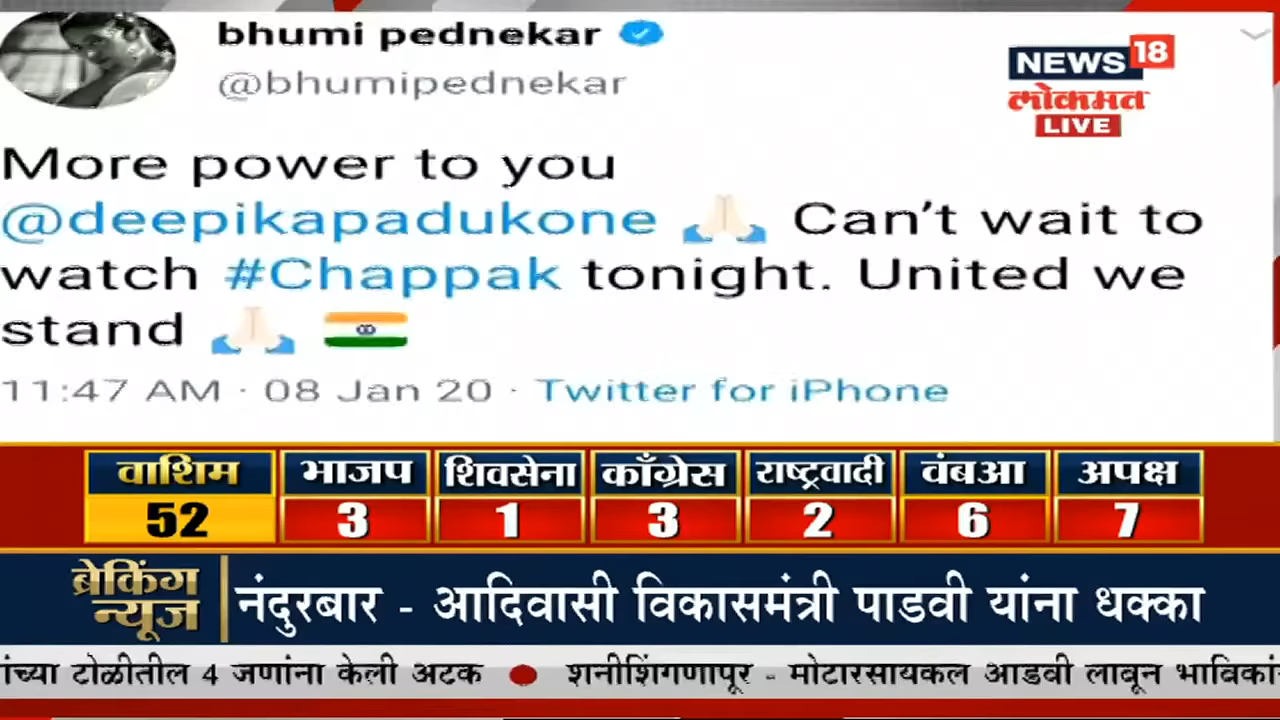 bhumi pednekar
@bhumipednekar
NEWS 18
लोकमत
LIVE
More power to you
@deepikapadukone 🙏🏻 Can't wait to
watch #Chappak tonight. United we
stand 🙏🏻 🇮🇳
11:47 AM · 08 Jan 20 · Twitter for iPhone
वाशिम भाजप शिवसेना काँग्रेस राष्ट्रवादी वंबआ अपक्ष
52 3 1 3 2 6 7
ब्रेकिंग
न्यूज
नंदुरबार - आदिवासी विकासमंत्री पाडवी यांना धक्का
ांच्या टोळीतील 4 जणांना केली अटक ● शनीशिंगणापूर - मोटारसायकल आडवी लावून भाविकां